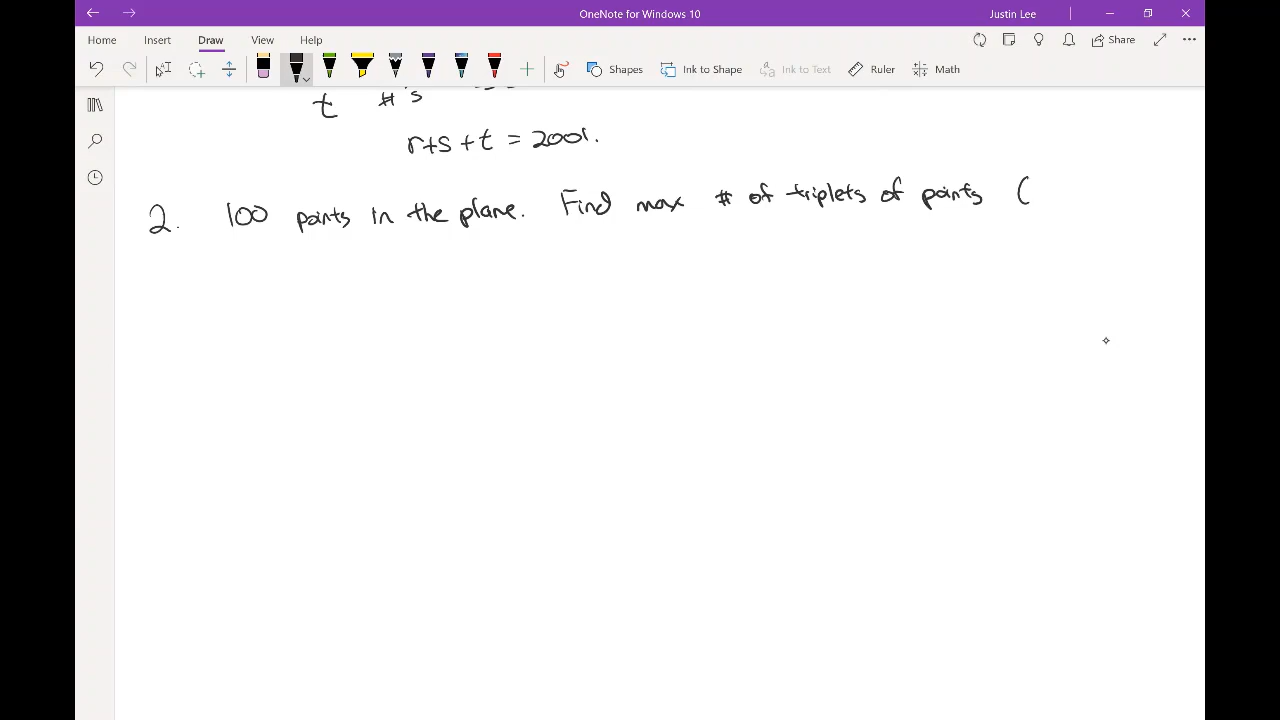 OneNote for Windows 10
Justin Lee
Home Insert Draw View Help
Share
Shapes Ink to Shape Ink to Text Ruler Math
t # 's
r+s+t = 2001.
2. 100 points in the plane. Find max # of triplets of points (